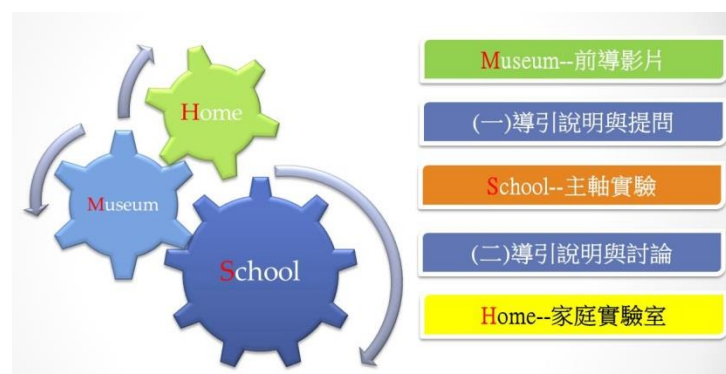 Home
Museum
School
Museum--前導影片
(一)導引說明與提問
School--主軸實驗
(二)導引說明與討論
Home--家庭實驗室